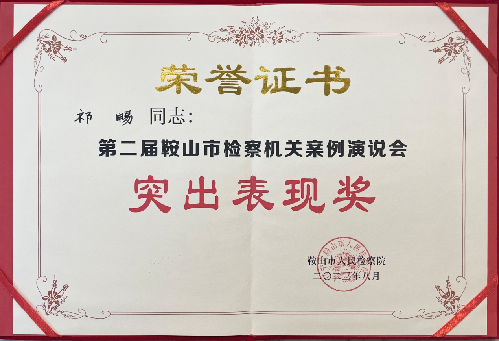 荣誉证书
祁赐 同志：
第二届鞍山市检察机关案例演说会
突出表现奖
鞍山市人民检察院
二〇二二年八月